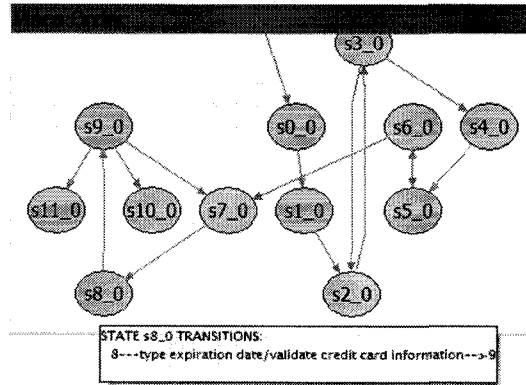 s3_0
s9_0
s0_0
s6_0
s4_0
s11_0
s10_0
s7_0
s1_0
s5_0
s8_0
s2_0
STATE s8_0 TRANSITIONS:
8---type expiration date/validate credit card information-->9